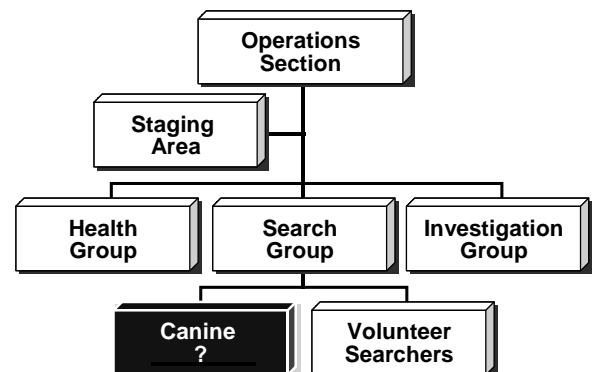 Operations
Section
Staging
Area
Health
Group
Search
Group
Investigation
Group
Canine
?
Volunteer
Searchers